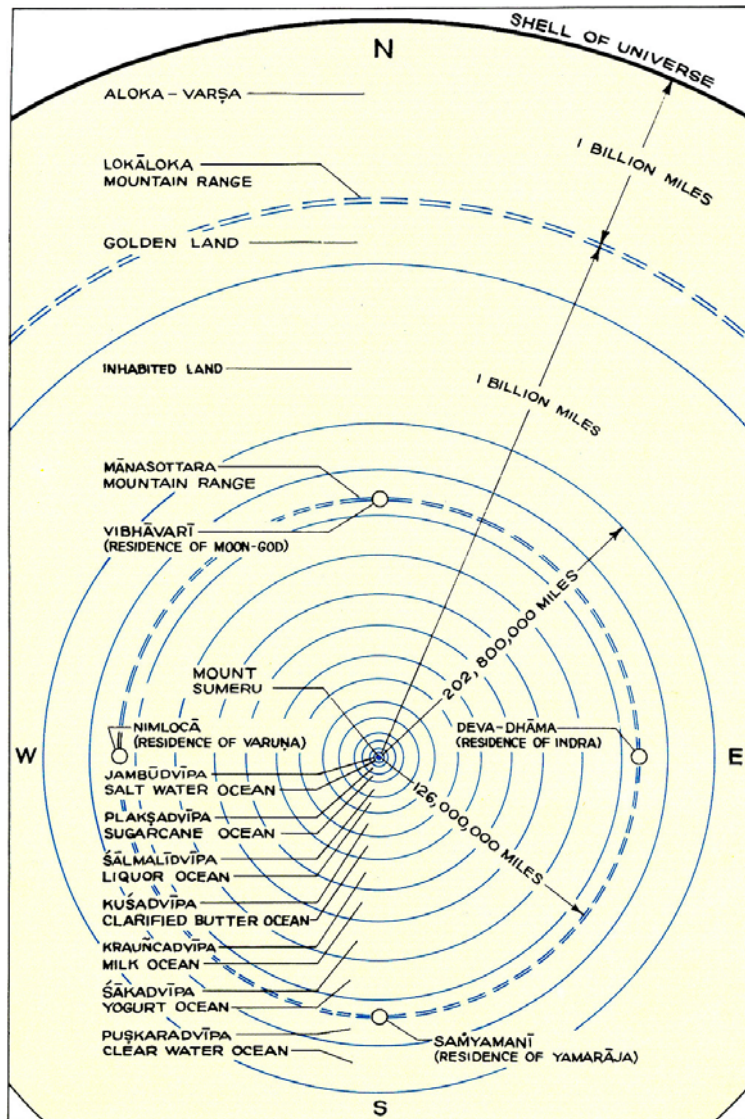 SHELL OF UNIVERSE
N
ALOKA – VARṢA
1 BILLION MILES
LOKĀLOKA
MOUNTAIN RANGE
GOLDEN LAND
INHABITED LAND
1 BILLION MILES
MĀNASOTTARA
MOUNTAIN RANGE
VIBHĀVARĪ
(RESIDENCE OF MOON-GOD)
202,800,000 MILES
MOUNT
SUMERU
W
NIMLOCĀ
(RESIDENCE OF VARUṆA)
DEVA-DHĀMA
(RESIDENCE OF INDRA)
E
126,000,000 MILES
JAMBŪDVĪPA
SALT WATER OCEAN
PLAKṢADVĪPA
SUGARCANE OCEAN
ŚĀLMALĪDVĪPA
LIQUOR OCEAN
KUŚADVĪPA
CLARIFIED BUTTER OCEAN
KRAUÑCADVĪPA
MILK OCEAN
ŚĀKADVĪPA
YOGURT OCEAN
PUṢKARADVĪPA
CLEAR WATER OCEAN
SAṀYAMANĪ
(RESIDENCE OF YAMARĀJA)
S